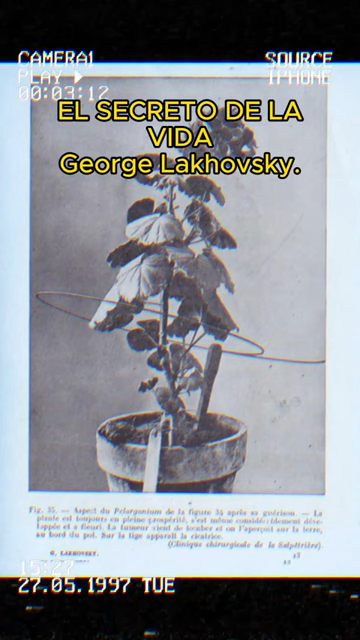 CAMERA1
SOURCE
PLAY
IPHONE
00:03:12
EL SECRETO DE LA
VIDA
George Lakhovsky.
Fig. 35. — Aspect du Pelargonium de la figure 34 après sa guérison. — La
plante est toujours en pleine prospérité, s'est même considérablement déve-
loppée et a fleuri. La tumeur vient de tomber et on l'aperçoit sur la terre,
au bord du pot. Sur la tige apparaît la cicatrice.
(Clinique chirurgicale de la Salpêtrière)
G. LAKHOVSKY.
15:27
27.05.1997 TUE